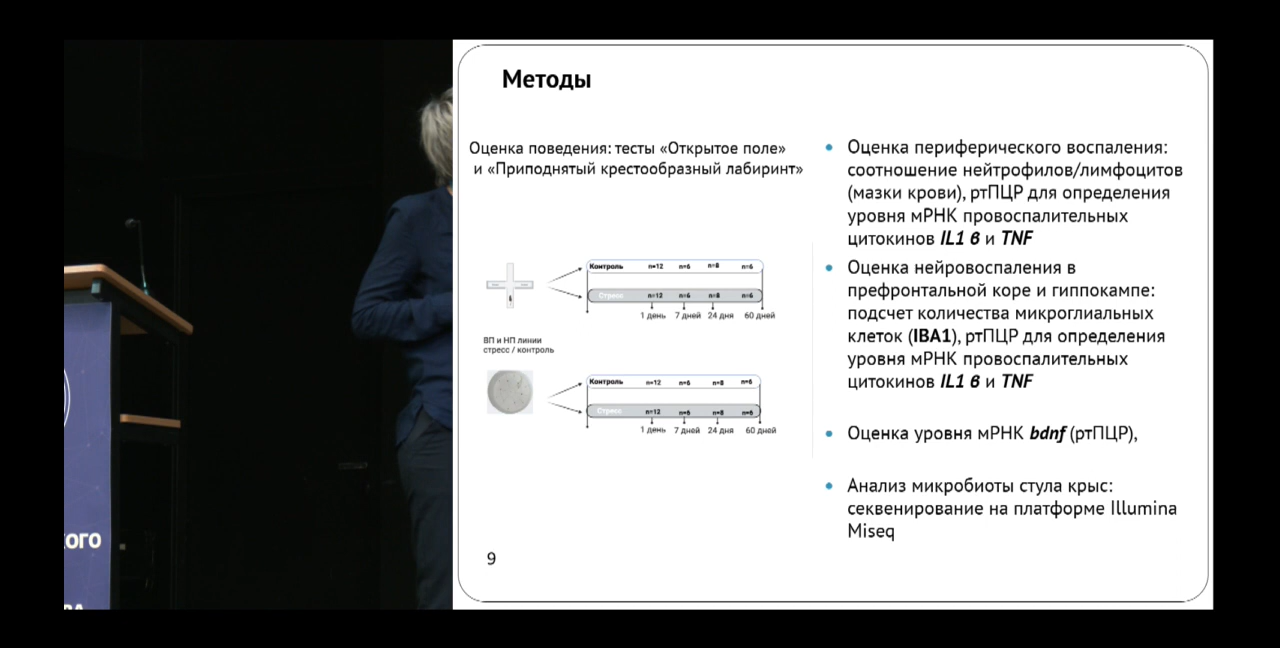 Методы
Оценка поведения: тесты «Открытое поле»
и «Приподнятый крестообразный лабиринт»
Контроль n=12 n=6 n=8 n=6
Стресс n=12 n=6 n=8 n=6
1 день 7 дней 24 дня 60 дней
ВП и НП линии
стресс / контроль
Контроль n=12 n=6 n=8 n=6
Стресс n=12 n=6 n=8 n=6
1 день 7 дней 24 дня 60 дней
9
• Оценка периферического воспаления:
соотношение нейтрофилов/лимфоцитов
(мазки крови), ртПЦР для определения
уровня мРНК провоспалительных
цитокинов IL1 в и TNF
• Оценка нейровоспаления в
префронтальной коре и гиппокампе:
подсчет количества микроглиальных
клеток (IBA1), ртПЦР для определения
уровня мРНК провоспалительных
цитокинов IL1 в и TNF
• Оценка уровня мРНК bdnf (ртПЦР),
• Анализ микробиоты стула крыс:
секвенирование на платформе Illumina
Miseq
ОГО